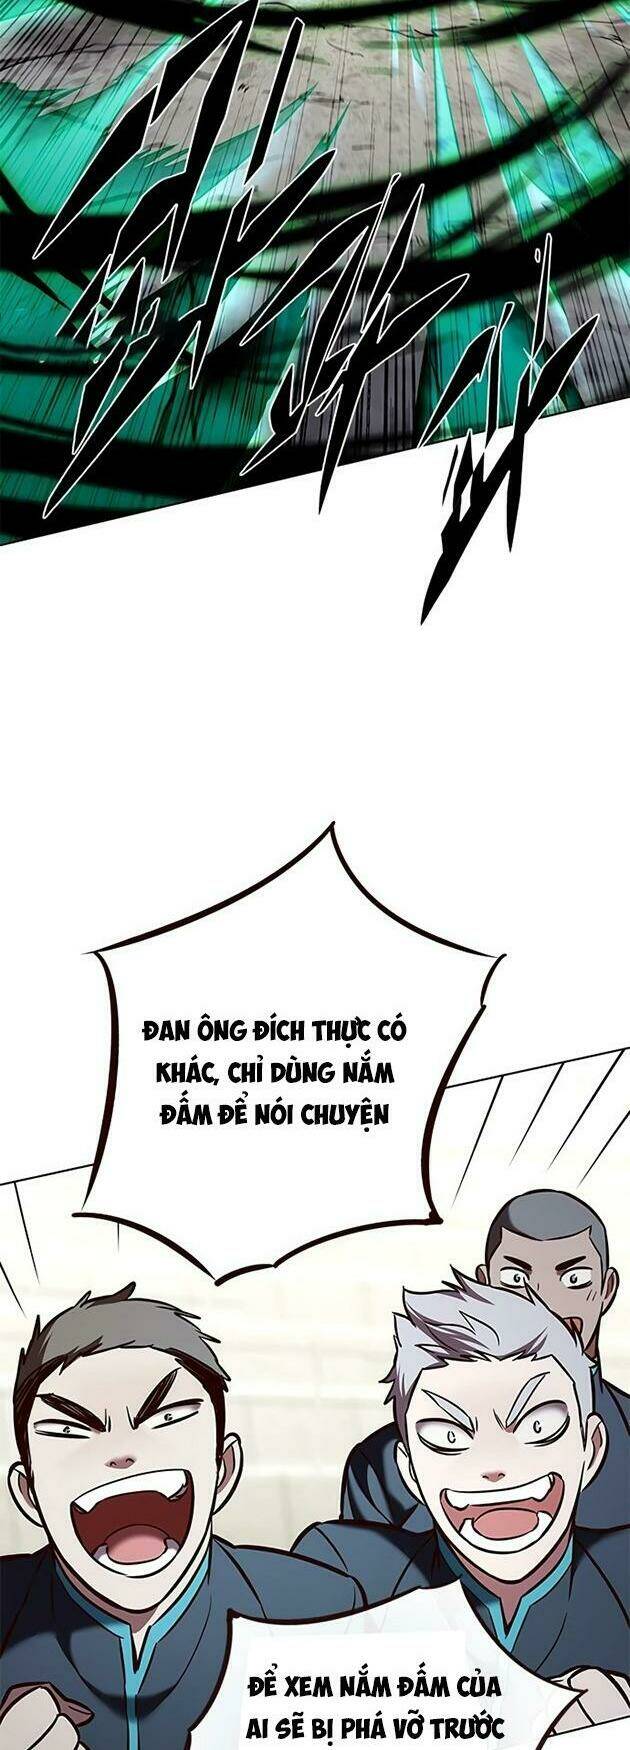 ĐAN ÔNG ĐÍCH THỰC CÓ
KHÁC, CHỈ DÙNG NẮM
ĐẤM ĐỂ NÓI CHUYỆN
ĐỂ XEM NẮM ĐẤM CỦA
AI SẼ BỊ PHÁ VỠ TRƯỚC